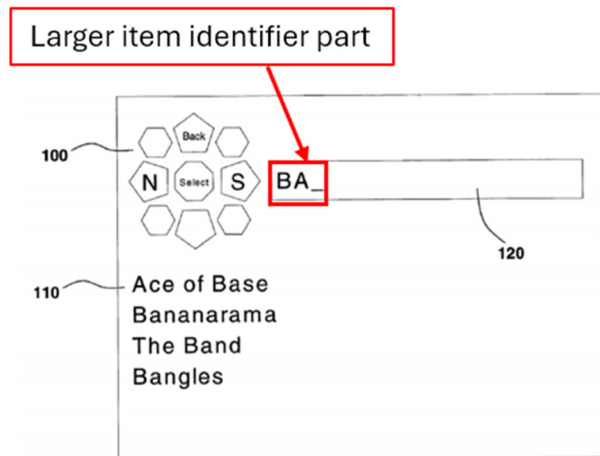 Larger item identifier part
Back
100
N Select S BA_
120
110
Ace of Base
Bananarama
The Band
Bangles